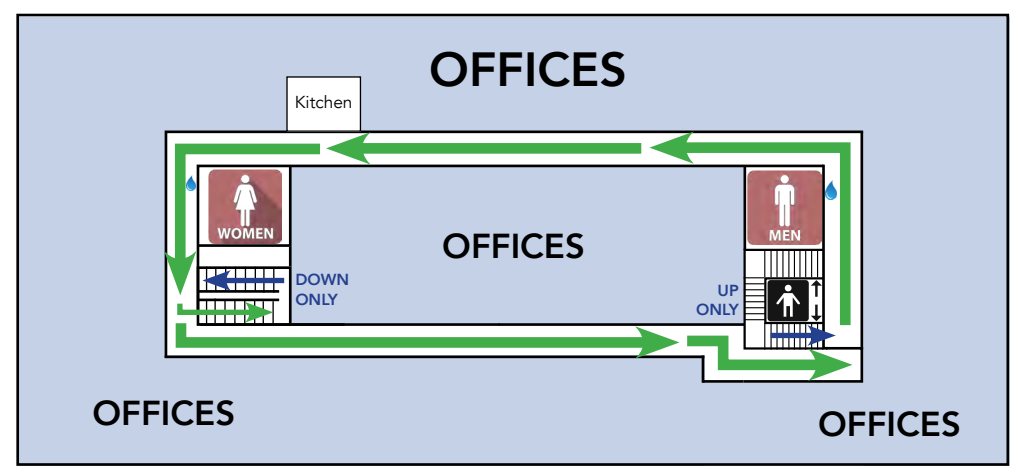 OFFICES
Kitchen
WOMEN
MEN
OFFICES
DOWN
ONLY
UP
ONLY
OFFICES
OFFICES